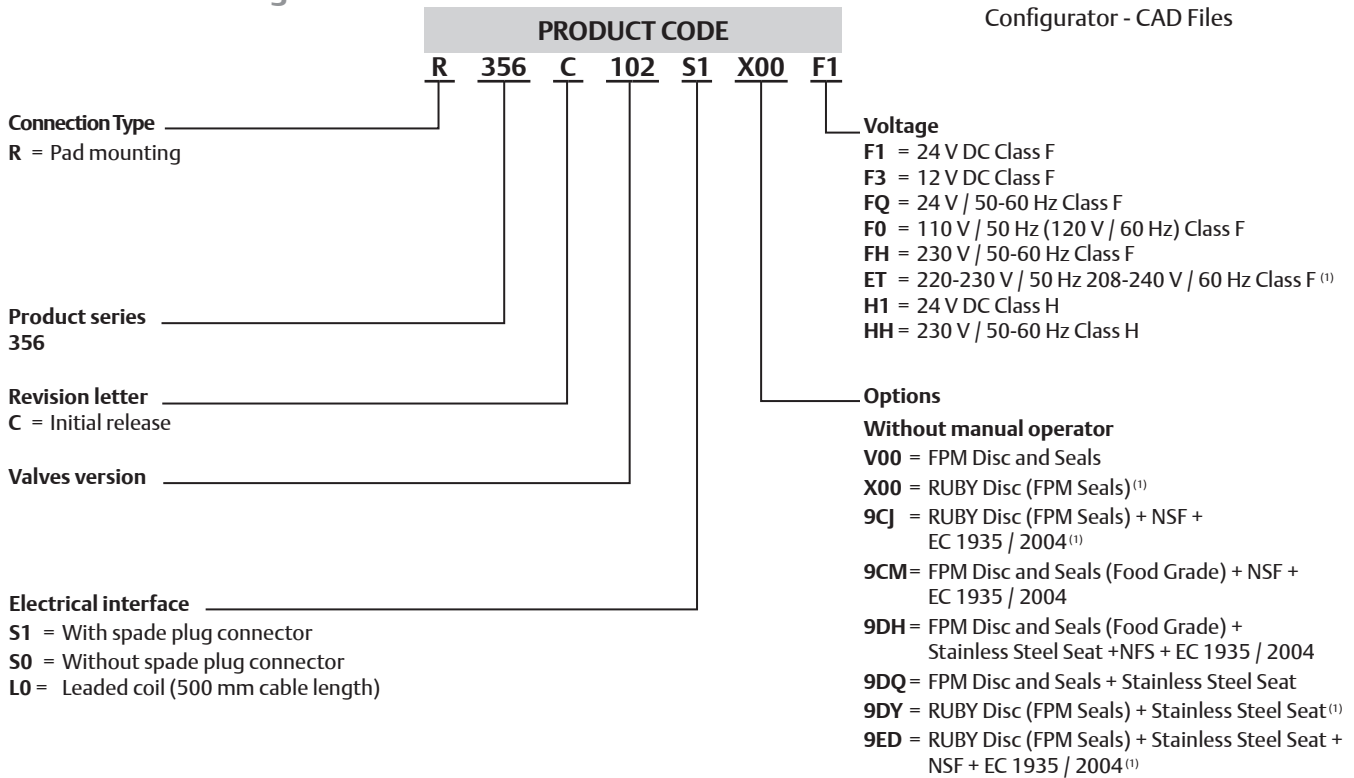 Configurator - CAD Files
PRODUCT CODE
R 356 C 102 S1 X00 F1
Connection Type
R = Pad mounting
Product series
356
Revision letter
C = Initial release
Valves version
Electrical interface
S1 = With spade plug connector
S0 = Without spade plug connector
L0 = Leaded coil (500 mm cable length)
Voltage
F1 = 24 V DC Class F
F3 = 12 V DC Class F
FQ = 24 V / 50-60 Hz Class F
F0 = 110 V / 50 Hz (120 V / 60 Hz) Class F
FH = 230 V / 50-60 Hz Class F
ET = 220-230 V / 50 Hz 208-240 V / 60 Hz Class F (1)
H1 = 24 V DC Class H
HH = 230 V / 50-60 Hz Class H
Options
Without manual operator
V00 = FPM Disc and Seals
X00 = RUBY Disc (FPM Seals) (1)
9CJ = RUBY Disc (FPM Seals) + NSF +
EC 1935 / 2004 (1)
9CM = FPM Disc and Seals (Food Grade) + NSF +
EC 1935 / 2004
9DH = FPM Disc and Seals (Food Grade) +
Stainless Steel Seat +NFS + EC 1935 / 2004
9DQ = FPM Disc and Seals + Stainless Steel Seat
9DY = RUBY Disc (FPM Seals) + Stainless Steel Seat (1)
9ED = RUBY Disc (FPM Seals) + Stainless Steel Seat +
NSF + EC 1935 / 2004 (1)